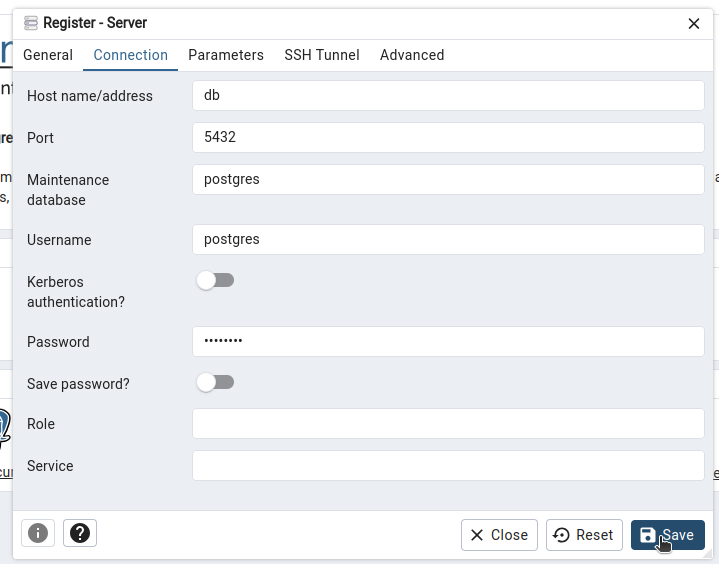 Register - Server
General Connection Parameters SSH Tunnel Advanced
Host name/address db
Port 5432
Maintenance database postgres
Username postgres
Kerberos authentication?
Password ••••••••
Save password?
Role
Service
Close Reset Save